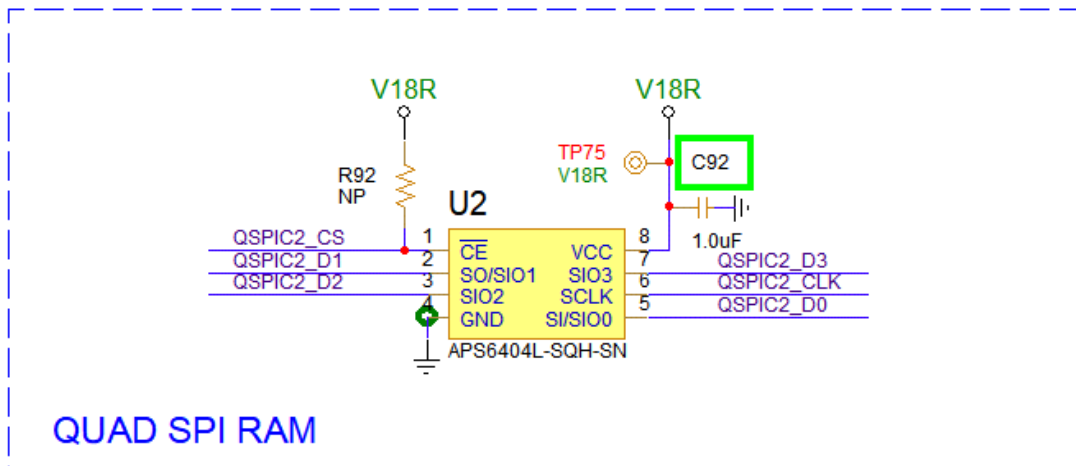 V18R
V18R
R92
NP
TP75
V18R
C92
1.0uF
U2
QSPIC2_CS
QSPIC2_D1
QSPIC2_D2
1
2
3
4
CE
SO/SIO1
SIO2
GND
VCC
SIO3
SCLK
SI/SIO0
8
7
6
5
QSPIC2_D3
QSPIC2_CLK
QSPIC2_D0
APS6404L-SQH-SN
QUAD SPI RAM